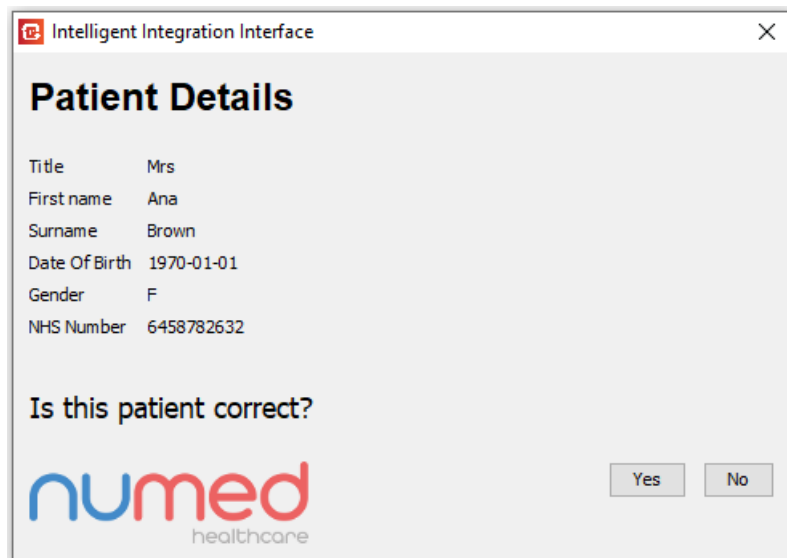 Intelligent Integration Interface
Patient Details
Title Mrs
First name Ana
Surname Brown
Date Of Birth 1970-01-01
Gender F
NHS Number 6458782632
Is this patient correct?
numed
healthcare
Yes No